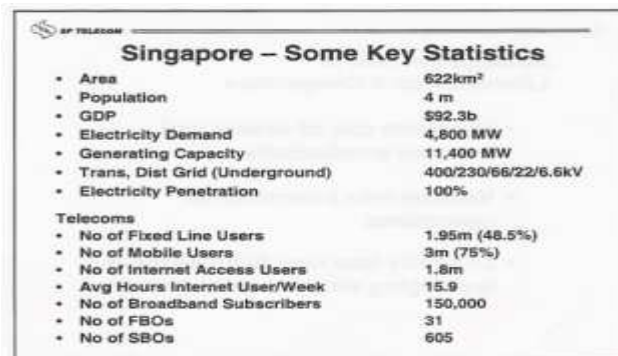 SP TELECOM
Singapore – Some Key Statistics
• Area 622km²
• Population 4 m
• GDP $92.3b
• Electricity Demand 4,800 MW
• Generating Capacity 11,400 MW
• Trans, Dist Grid (Underground) 400/230/66/22/6.6kV
• Electricity Penetration 100%
Telecoms
• No of Fixed Line Users 1.95m (48.5%)
• No of Mobile Users 3m (75%)
• No of Internet Access Users 1.8m
• Avg Hours Internet User/Week 15.9
• No of Broadband Subscribers 150,000
• No of FBOs 31
• No of SBOs 605